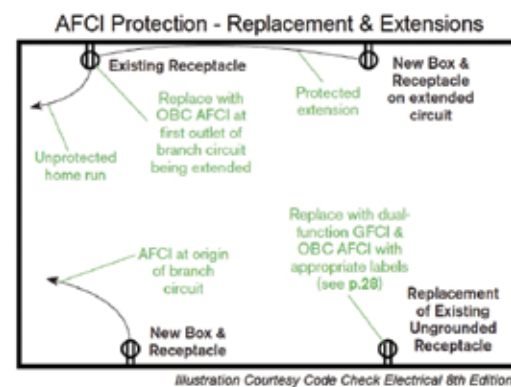 AFCI Protection - Replacement & Extensions
Existing Receptacle
New Box &
Receptacle
on extended
circuit
Protected
extension
Replace with
OBC AFCI at
first outlet of
branch circuit
being extended
Unprotected
home run
Replace with dual-
function GFCI &
OBC AFCI with
appropriate labels
(see p.28)
AFCI at origin
of branch
circuit
New Box &
Receptacle
Replacement
of Existing
Ungrounded
Receptacle
Illustration Courtesy Code Check Electrical 8th Edition